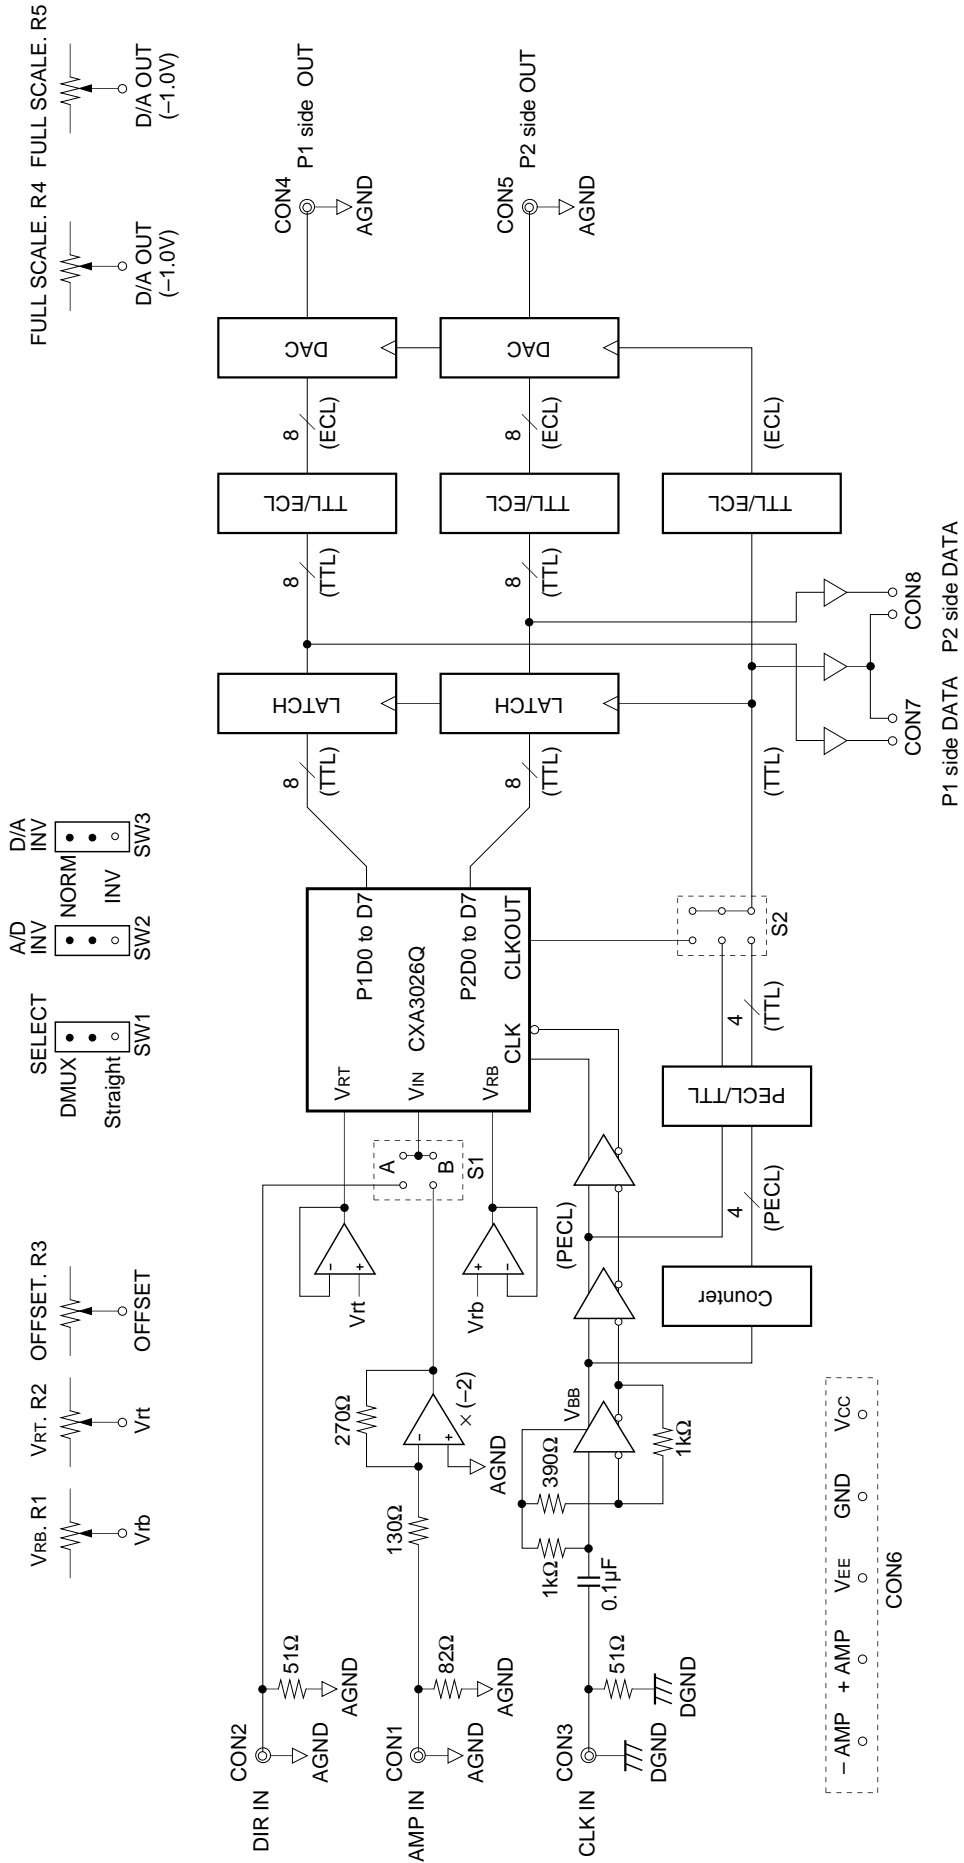 VRB. R1
Vrb
VRT. R2
Vrt
OFFSET. R3
OFFSET
SELECT
DMUX
Straight
SW1
A/D
INV
SW2
D/A
INV
NORM
INV
SW3
FULL SCALE. R4
D/A OUT
(–1.0V)
FULL SCALE. R5
D/A OUT
(–1.0V)
DIR IN
CON2
AGND
51Ω
AGND
AMP IN
CON1
AGND
82Ω
AGND
130Ω
270Ω
–
+
× (–2)
AGND
Vrt
–
+
Vrb
+
–
A
B
S1
VRT
VIN
VRB
P1D0 to D7
CXA3026Q
P2D0 to D7
CLK
CLKOUT
8
(TTL)
LATCH
8
(TTL)
TTL/ECL
8
(ECL)
DAC
CON4
P1 side OUT
AGND
8
(TTL)
LATCH
8
(TTL)
TTL/ECL
8
(ECL)
DAC
CON5
P2 side OUT
AGND
CLK IN
CON3
DGND
51Ω
DGND
0.1µF
1kΩ
390Ω
VBB
1kΩ
(PECL)
Counter
4
(PECL)
PECL/TTL
4
(TTL)
S2
(TTL)
TTL/ECL
(ECL)
CON7
P1 side DATA
CON8
P2 side DATA
– AMP
+ AMP
VEE
GND
VCC
CON6